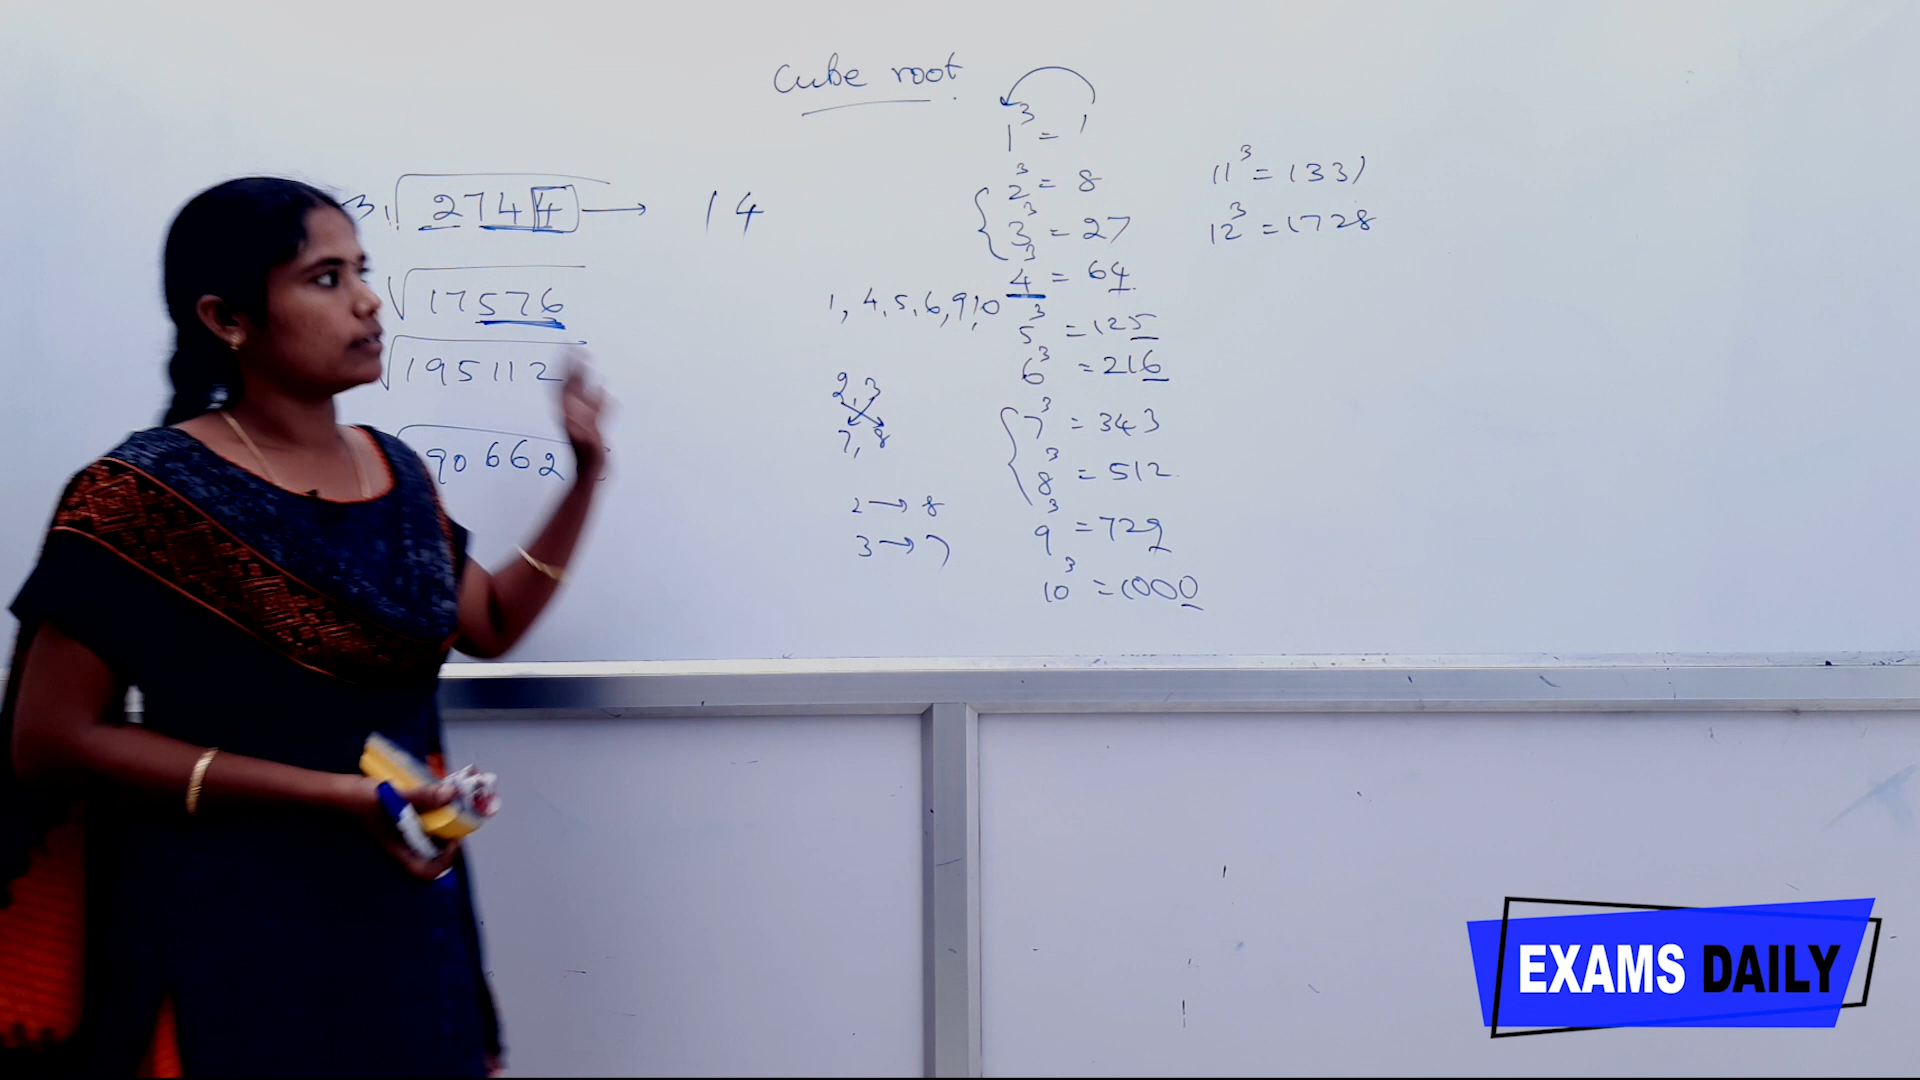 Cube root
1³ = 1
2³ = 8
3³ = 27
4³ = 64
5³ = 125
6³ = 216
7³ = 343
8³ = 512
9³ = 729
10³ = 1000
11³ = 1331
12³ = 1728
3√2744 → 14
√17576
√195112
90662
1, 4, 5, 6, 9, 10
2, 3
7, 8
2 → 8
3 → 7
EXAMS DAILY